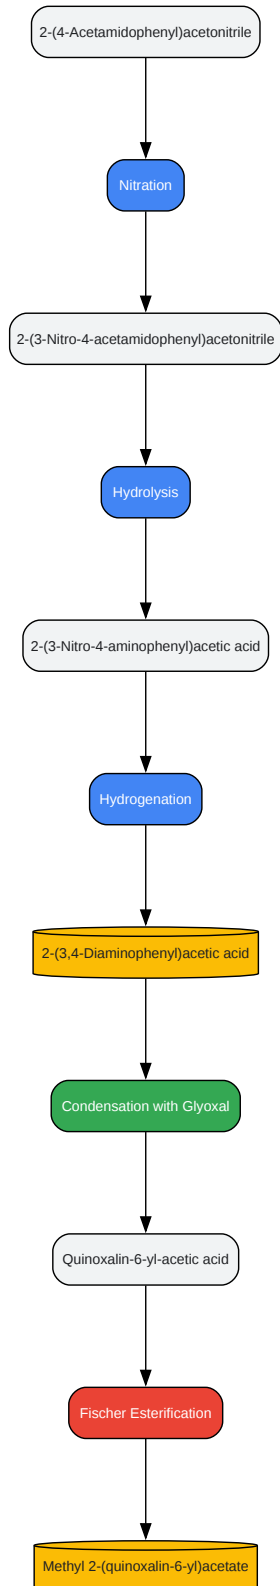 2-(4-Acetamidophenyl)acetonitrile
Nitration
2-(3-Nitro-4-acetamidophenyl)acetonitrile
Hydrolysis
2-(3-Nitro-4-aminophenyl)acetic acid
Hydrogenation
2-(3,4-Diaminophenyl)acetic acid
Condensation with Glyoxal
Quinoxalin-6-yl-acetic acid
Fischer Esterification
Methyl 2-(quinoxalin-6-yl)acetate